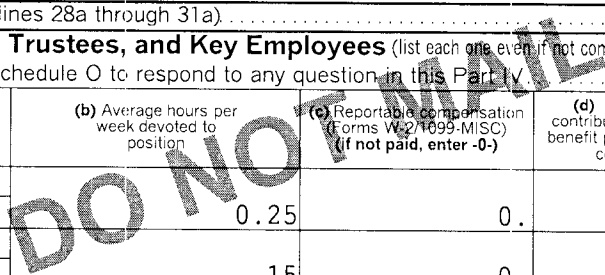 ines 28a through 31a)
Trustees, and Key Employees (list each one even if not com
chedule O to respond to any question in this Part IV
(b) Average hours per
week devoted to
position
(c) Reportable compensation
(Forms W-2/1099-MISC)
(if not paid, enter -0-)
(d)
contribe
benefit p
c
0.25
0.
15
0
DO NOT MAIL